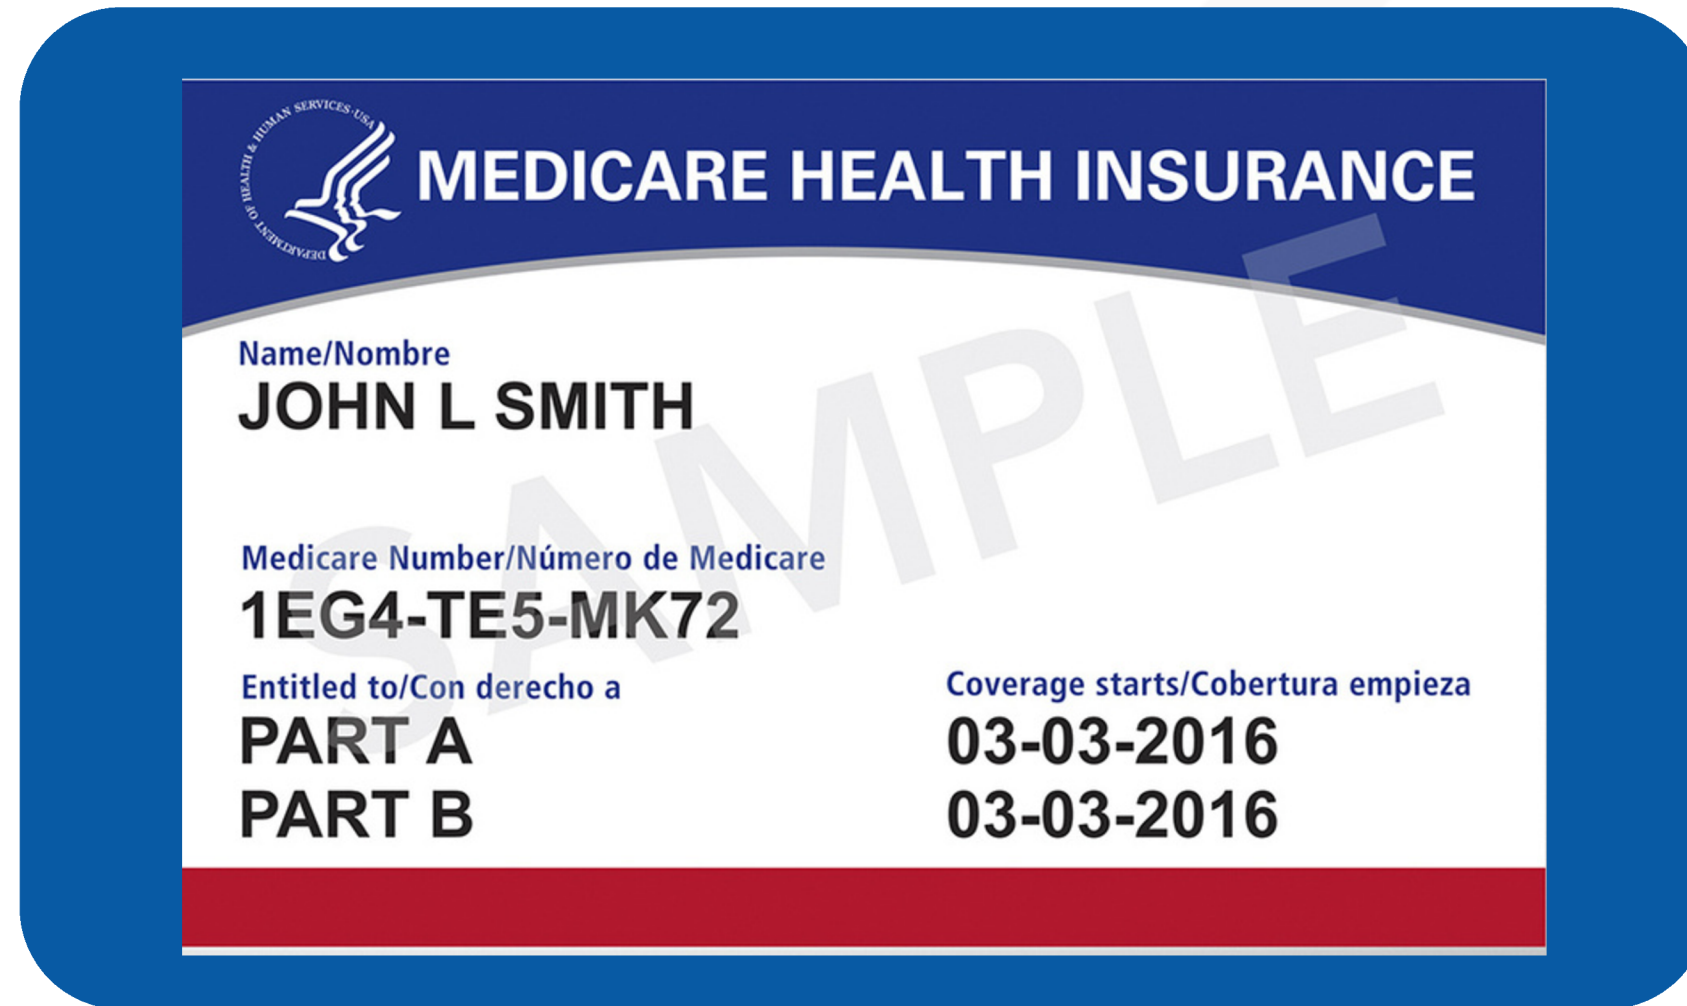 DEPARTMENT OF HEALTH & HUMAN SERVICES·USA
MEDICARE HEALTH INSURANCE
Name/Nombre
JOHN L SMITH
Medicare Number/Número de Medicare
1EG4-TE5-MK72
Entitled to/Con derecho a
Coverage starts/Cobertura empieza
PART A
03-03-2016
PART B
03-03-2016
SAMPLE